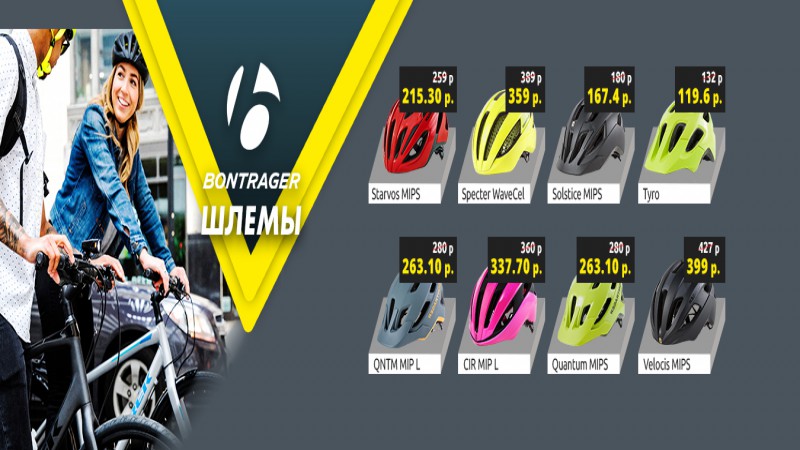 BONTRAGER
ШЛЕМЫ
259 р
215.30 р.
Starvos MIPS
389 р
359 р.
Specter WaveCel
180 р
167.4 р.
Solstice MIPS
132 р
119.6 р.
Tyro
280 р
263.10 р.
QNTM MIP L
360 р
337.70 р.
CIR MIP L
280 р
263.10 р.
Quantum MIPS
427 р
399 р.
Velocis MIPS